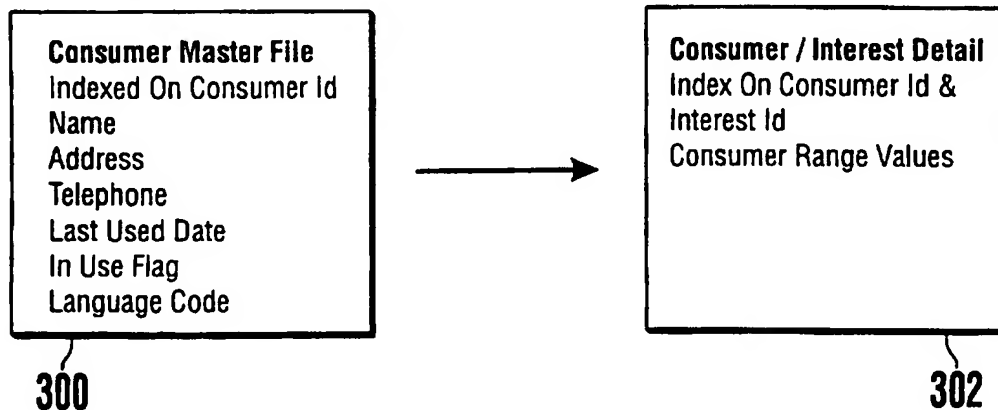 Consumer Master File
Indexed On Consumer Id
Name
Address
Telephone
Last Used Date
In Use Flag
Language Code
300
Consumer / Interest Detail
Index On Consumer Id &
Interest Id
Consumer Range Values
302